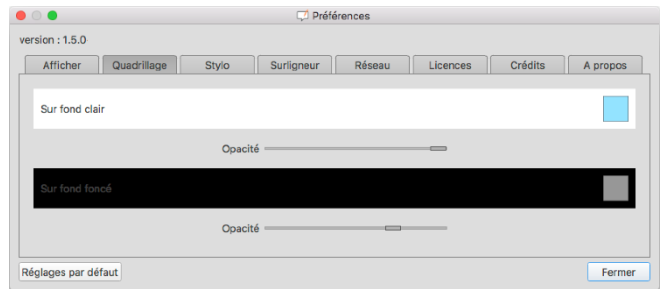 Préférences
version : 1.5.0
Afficher Quadrillage Stylo Surligneur Réseau Licences Crédits A propos
Sur fond clair
Opacité
Sur fond foncé
Opacité
Réglages par défaut Fermer